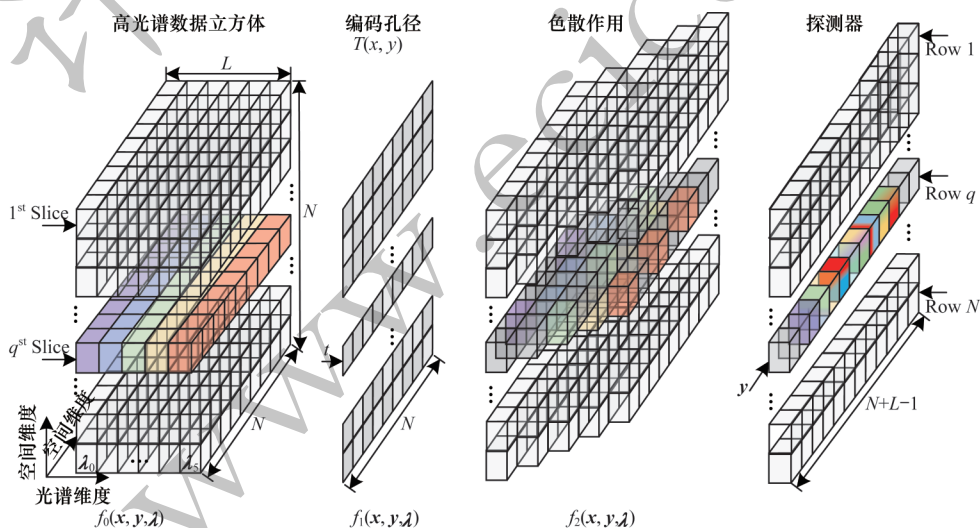 高光谱数据立方体
编码孔径
T(x, y)
色散作用
探测器
L
N
1st Slice
qst Slice
N
空间维度
空间维度
光谱维度
λ0
...
λ5
t
N
Row 1
Row q
Row N
y
N+L−1
f0(x, y,λ)
f1(x, y,λ)
f2(x, y,λ)